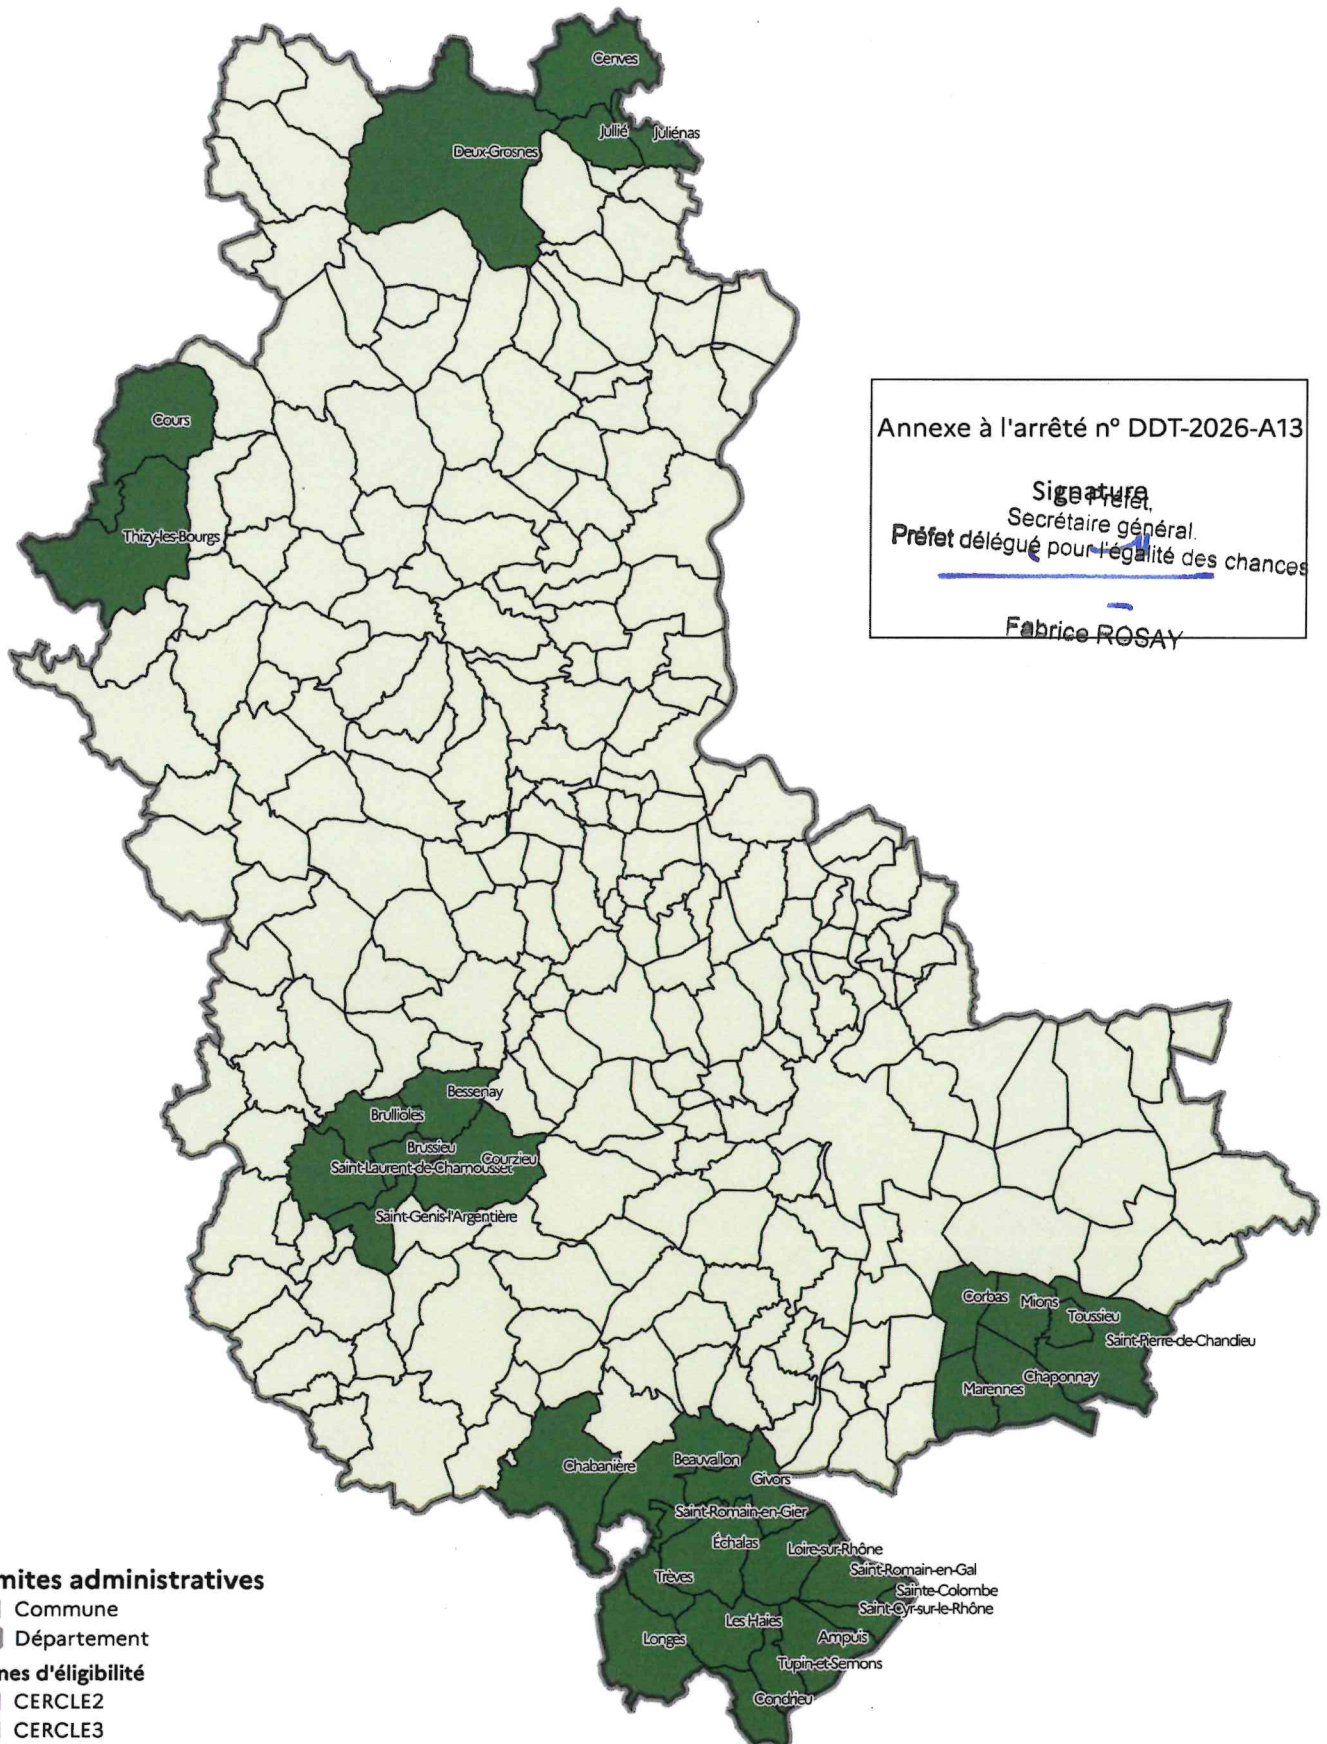 Cenves
Jullié
Juliénas
Deux-Grosnes
Cours
Thizy-les-Bourgs
Annexe à l'arrêté n° DDT-2026-A13
Signature
Le Préfet,
Secrétaire général.
Préfet délégué pour l'égalité des chances
Fabrice ROSAY
Bessenay
Brullioles
Brussieu
Courzieu
Saint-Laurent-de-Chamousset
Saint-Genis-l'Argentière
Corbas
Mions
Toussieu
Saint-Pierre-de-Chandieu
Chaponnay
Marennes
Chabanière
Beauvallon
Givors
Saint-Romain-en-Gier
Échalas
Loire-sur-Rhône
Saint-Romain-en-Gal
Trèves
Sainte-Colombe
Saint-Cyr-sur-le-Rhône
Les Haies
Longes
Ampuis
Tupin-et-Semons
Condrieu
mites administratives
Commune
Département
nes d'éligibilité
CERCLE2
CERCLE3